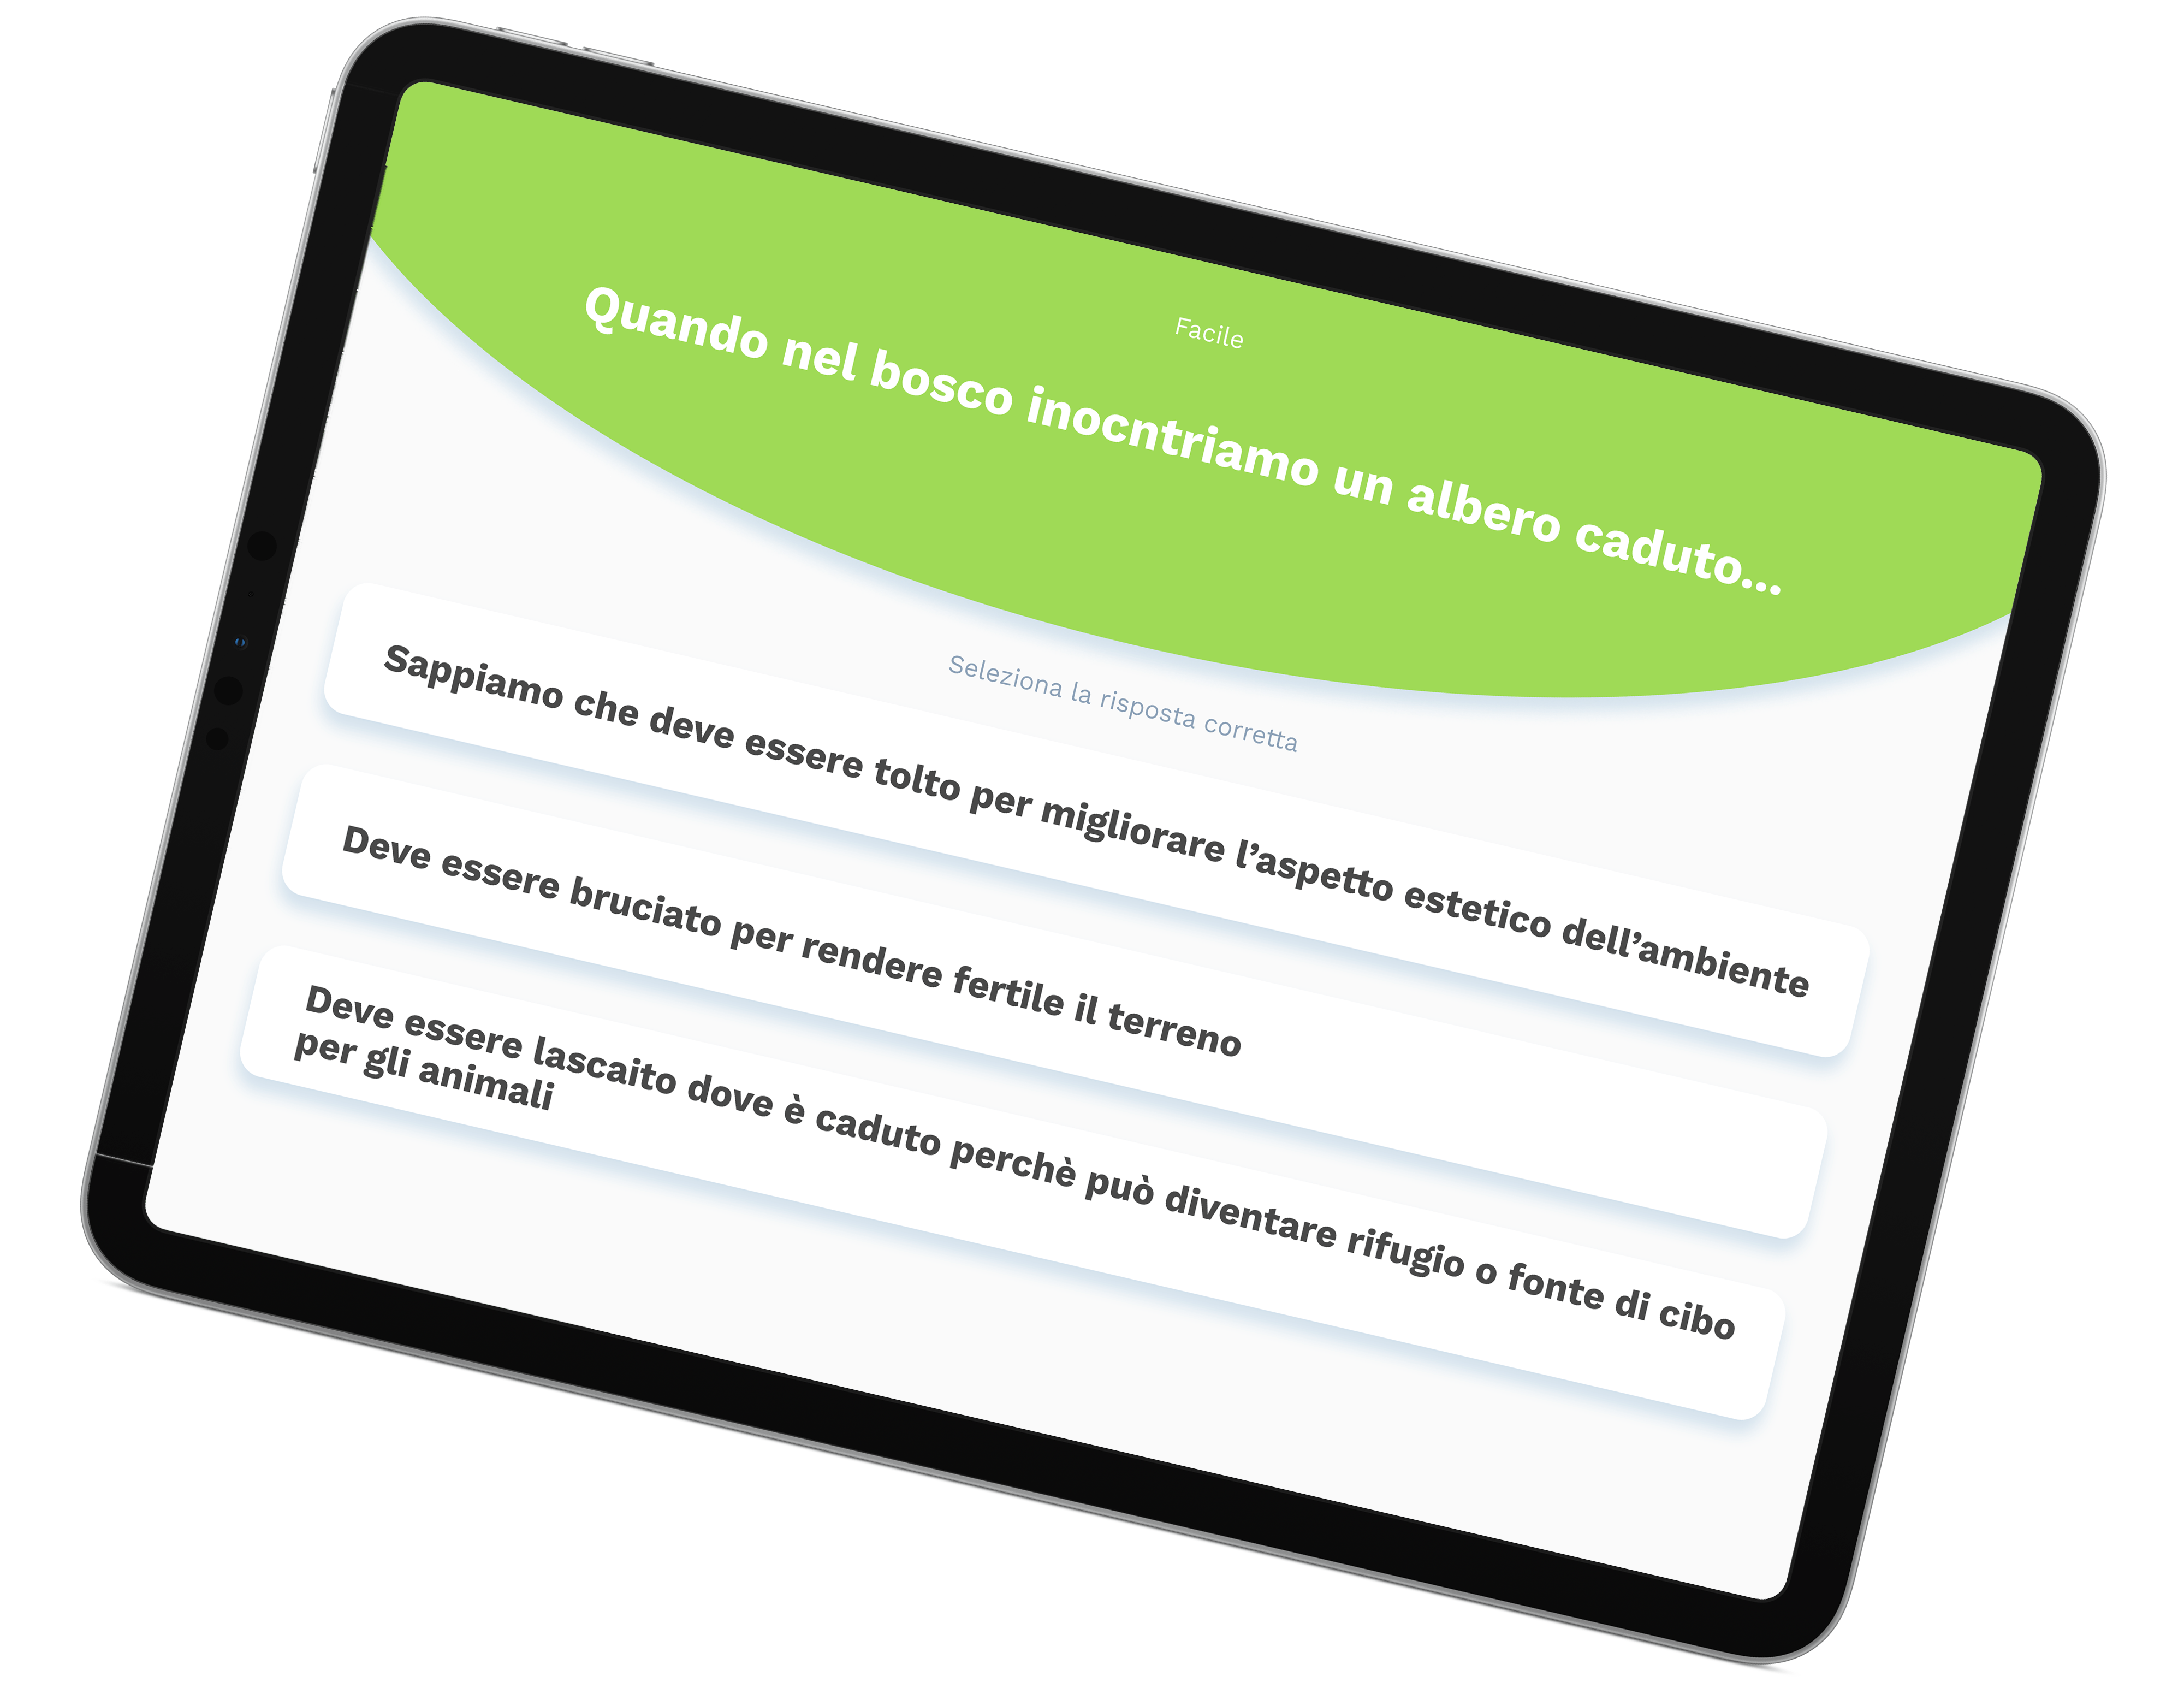 Facile
Quando nel bosco inocntriamo un albero caduto...
Seleziona la risposta corretta
Sappiamo che deve essere tolto per migliorare l’aspetto estetico dell’ambiente
Deve essere bruciato per rendere fertile il terreno
Deve essere lascaito dove è caduto perchè può diventare rifugio o fonte di cibo
per gli animali